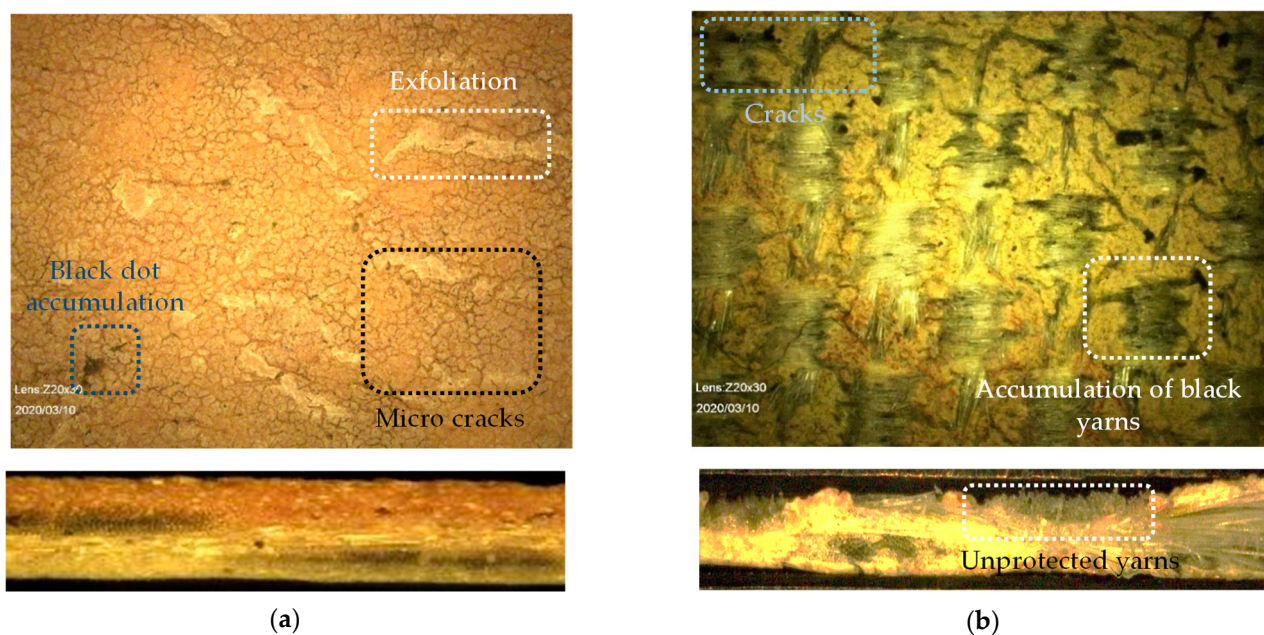 Exfoliation
Black dot
accumulation
Lens:Z20x30
2020/03/10
Micro cracks
Cracks
Lens:Z20x30
2020/03/10
Accumulation of black
yarns
Unprotected yarns
(a)
(b)